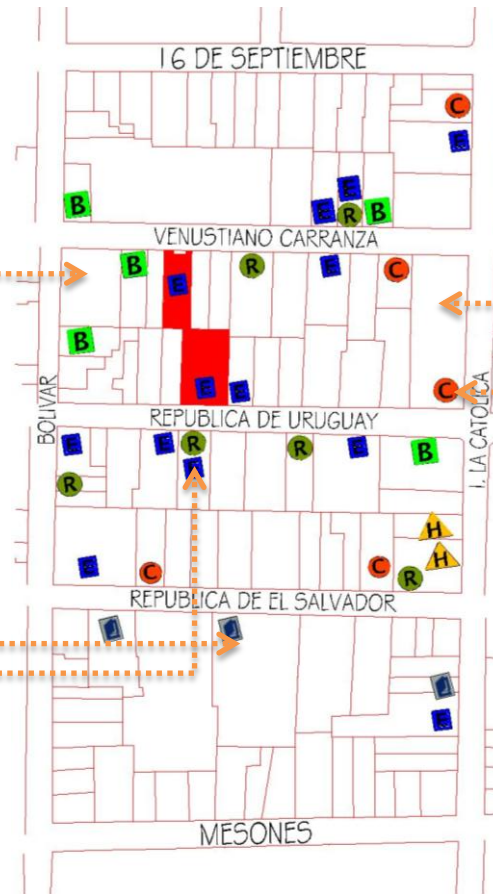 16 DE SEPTIEMBRE
C
E
E
B
E
R
B
VENUSTIANO CARRANZA
B
R
E
C
E
B
BOLIVAR
E
E
C
I. LA CATOLICA
REPUBLICA DE URUGUAY
E
E
R
R
E
B
E
R
H
H
E
C
C
R
REPUBLICA DE EL SALVADOR
E
MESONES